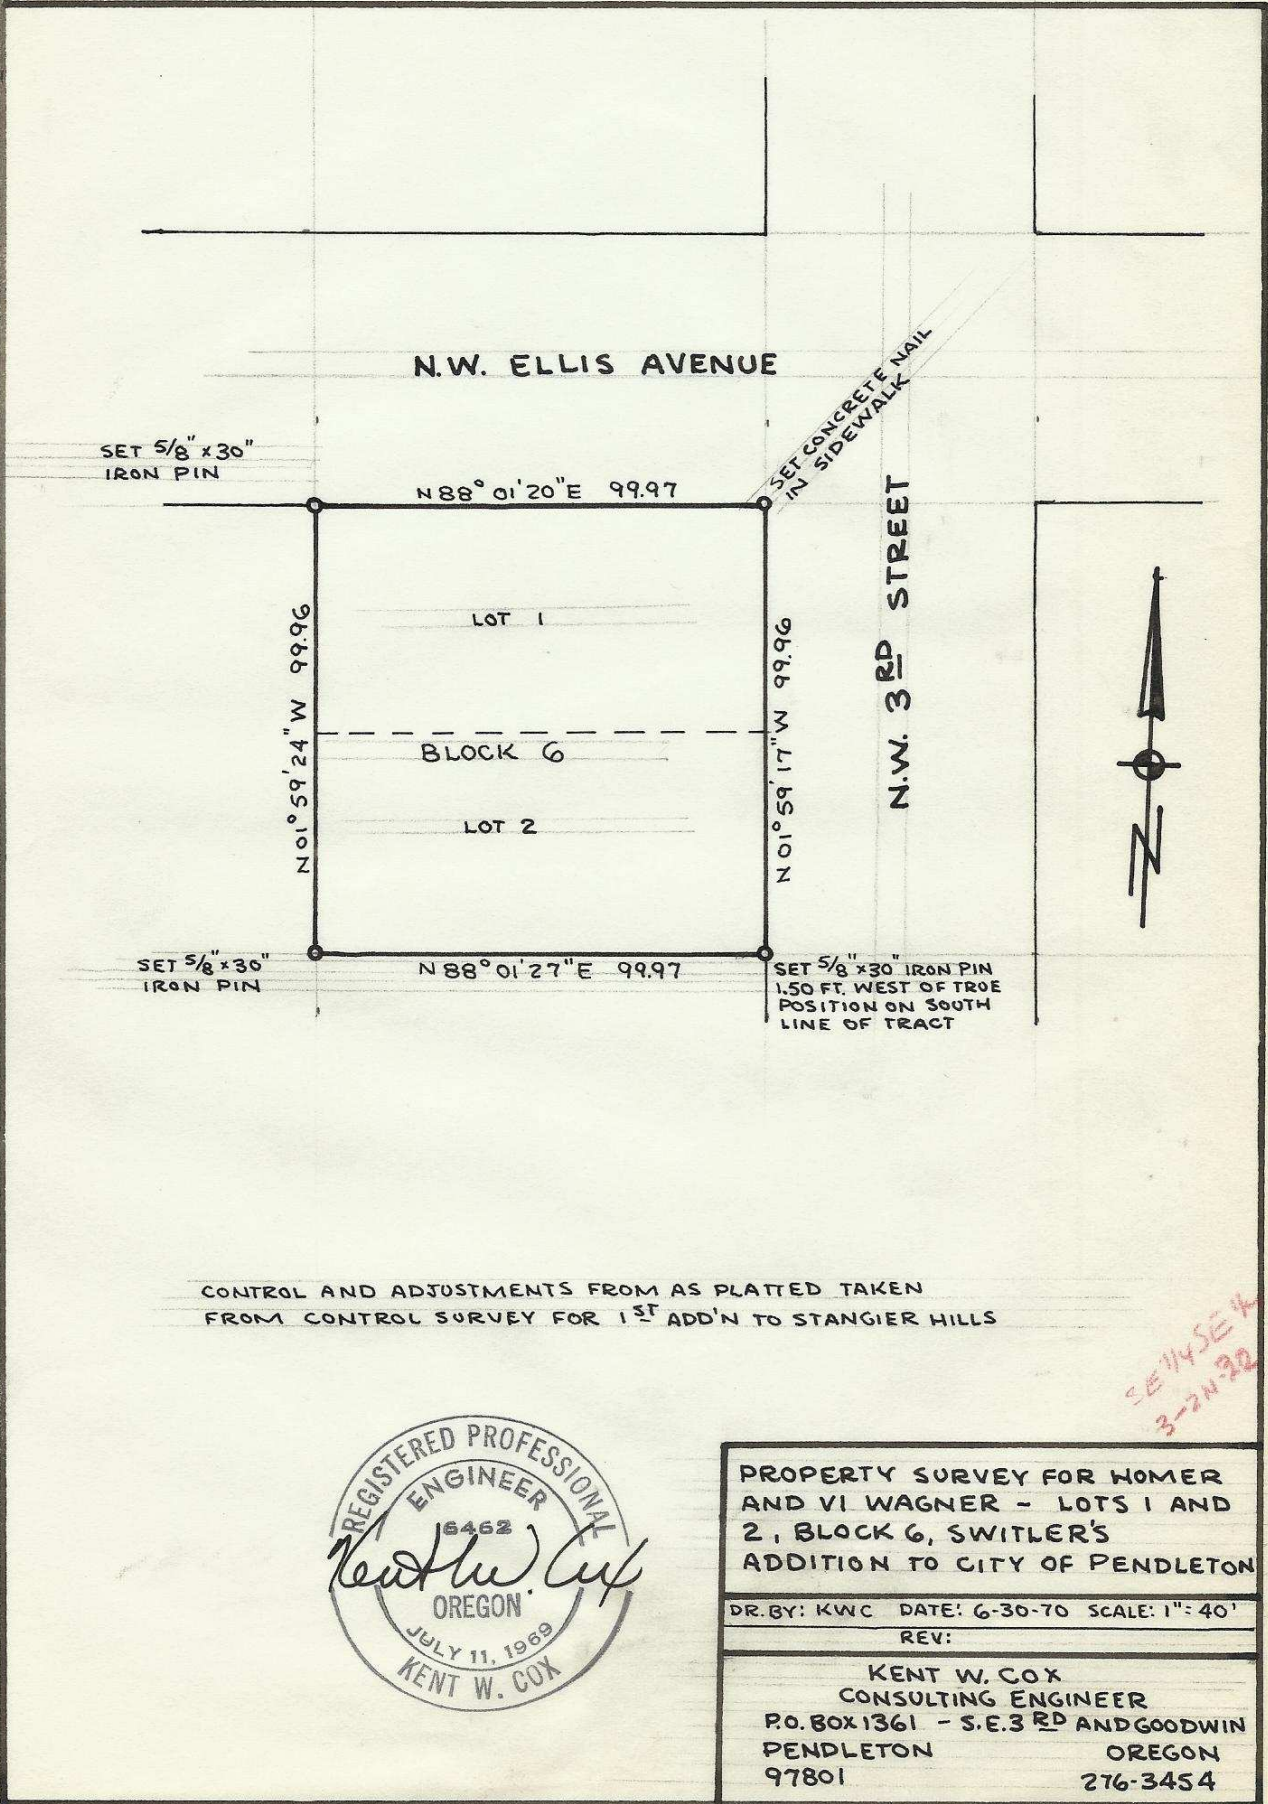 N.W. ELLIS AVENUE
SET CONCRETE NAIL
IN SIDEWALK
SET 5/8" x 30"
IRON PIN
N 88° 01' 20" E 99.97
N.W. 3RD STREET
LOT 1
N 01° 59' 24" W 99.96
N 01° 59' 17" W 99.96
BLOCK 6
LOT 2
N
SET 5/8" x 30"
IRON PIN
N 88° 01' 27" E 99.97
SET 5/8" x 30" IRON PIN
1.50 FT. WEST OF TRUE
POSITION ON SOUTH
LINE OF TRACT
CONTROL AND ADJUSTMENTS FROM AS PLATTED TAKEN
FROM CONTROL SURVEY FOR 1ST ADD'N TO STANGIER HILLS
SE 1/4 SE 1/4
3-2N-32
REGISTERED PROFESSIONAL
ENGINEER
6462
Kent W. Cox
OREGON
JULY 11, 1969
KENT W. COX
PROPERTY SURVEY FOR HOMER
AND VI WAGNER - LOTS 1 AND
2, BLOCK 6, SWITLER'S
ADDITION TO CITY OF PENDLETON
DR. BY: KWC DATE: 6-30-70 SCALE: 1": 40'
REV:
KENT W. COX
CONSULTING ENGINEER
P.O. BOX 1361 - S.E. 3RD AND GOODWIN
PENDLETON OREGON
97801 276-3454